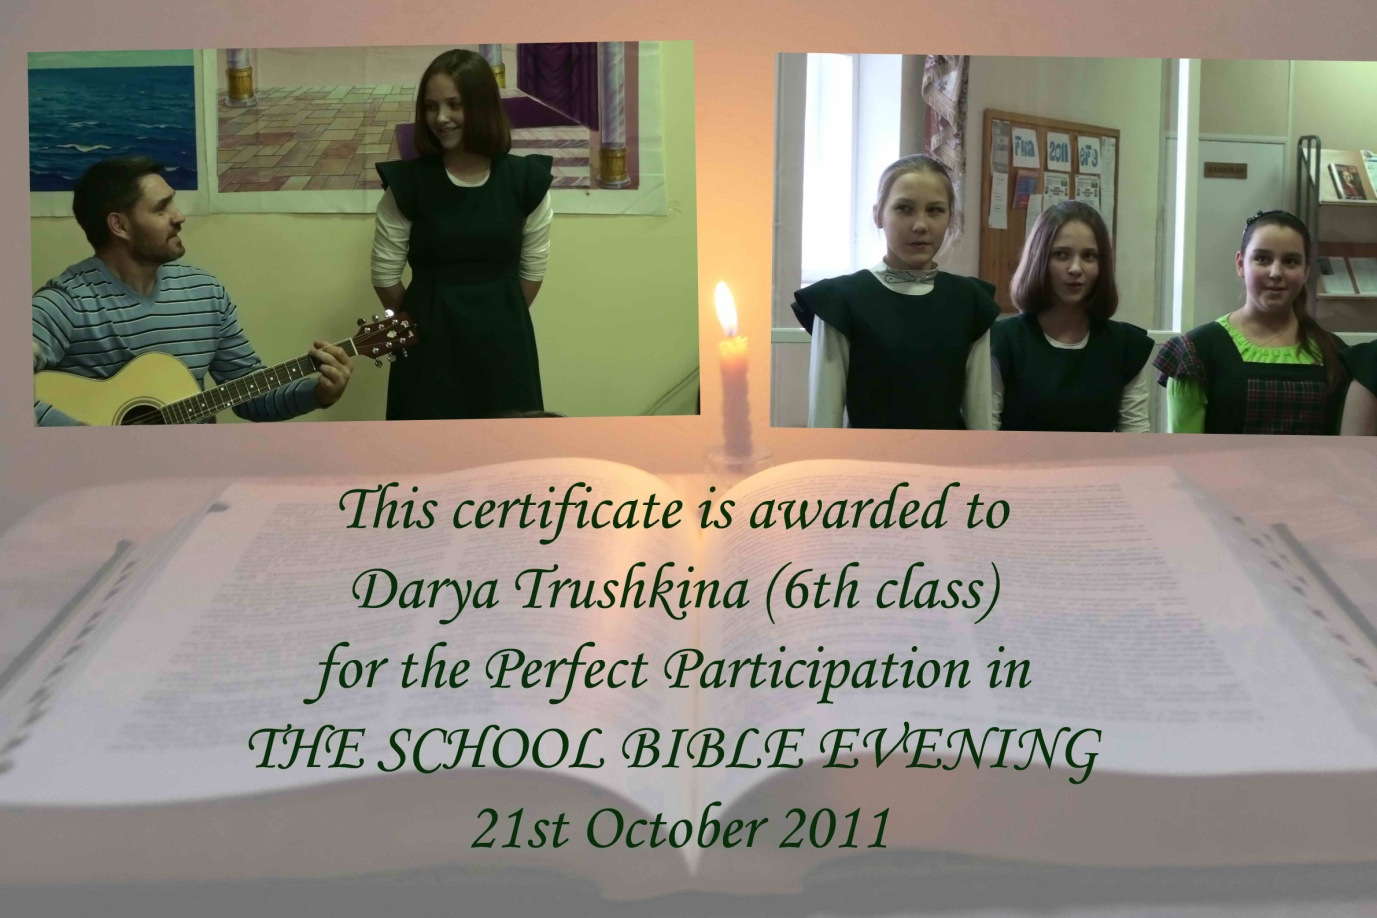 This certificate is awarded to
Darya Trushkina (6th class)
for the Perfect Participation in
THE SCHOOL BIBLE EVENING
21st October 2011